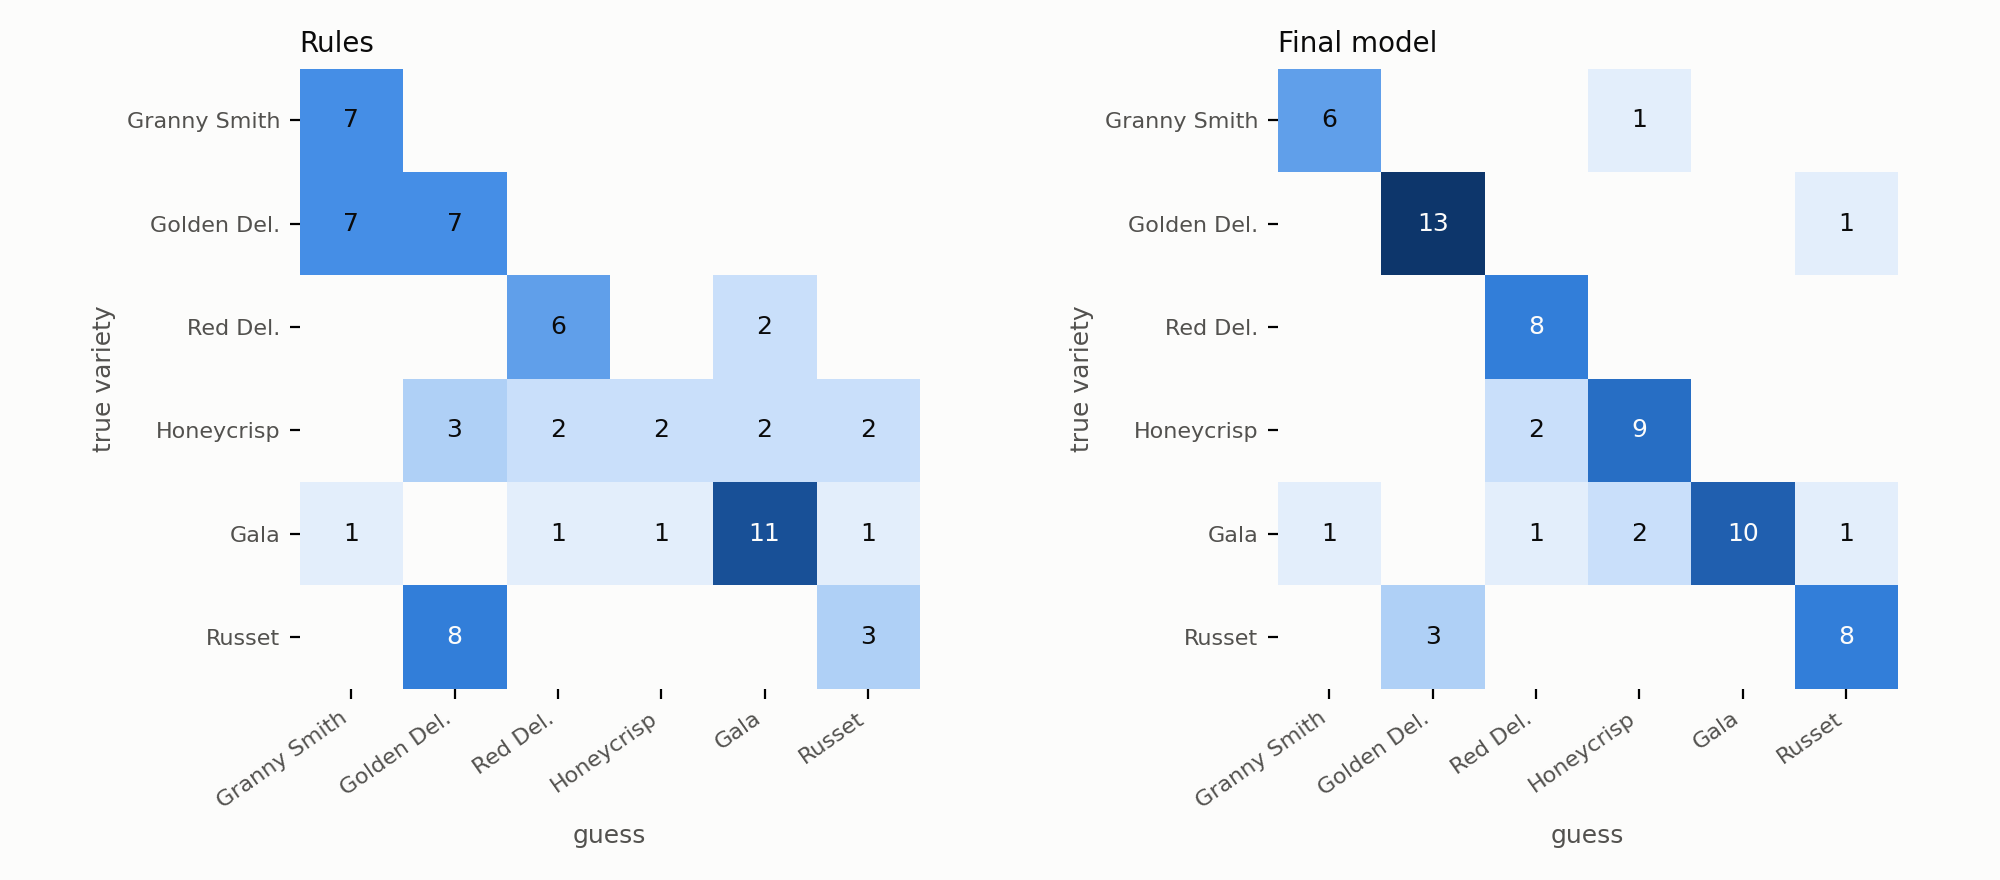 Rules
Granny Smith 7
Golden Del. 7 7
Red Del. 6 2
Honeycrisp 3 2 2 2 2
Gala 1 1 1 11 1
Russet 8 3
true variety
Granny Smith Golden Del. Red Del. Honeycrisp Gala Russet
guess
Final model
Granny Smith 6 1
Golden Del. 13 1
Red Del. 8
Honeycrisp 2 9
Gala 1 1 2 10 1
Russet 3 8
true variety
Granny Smith Golden Del. Red Del. Honeycrisp Gala Russet
guess